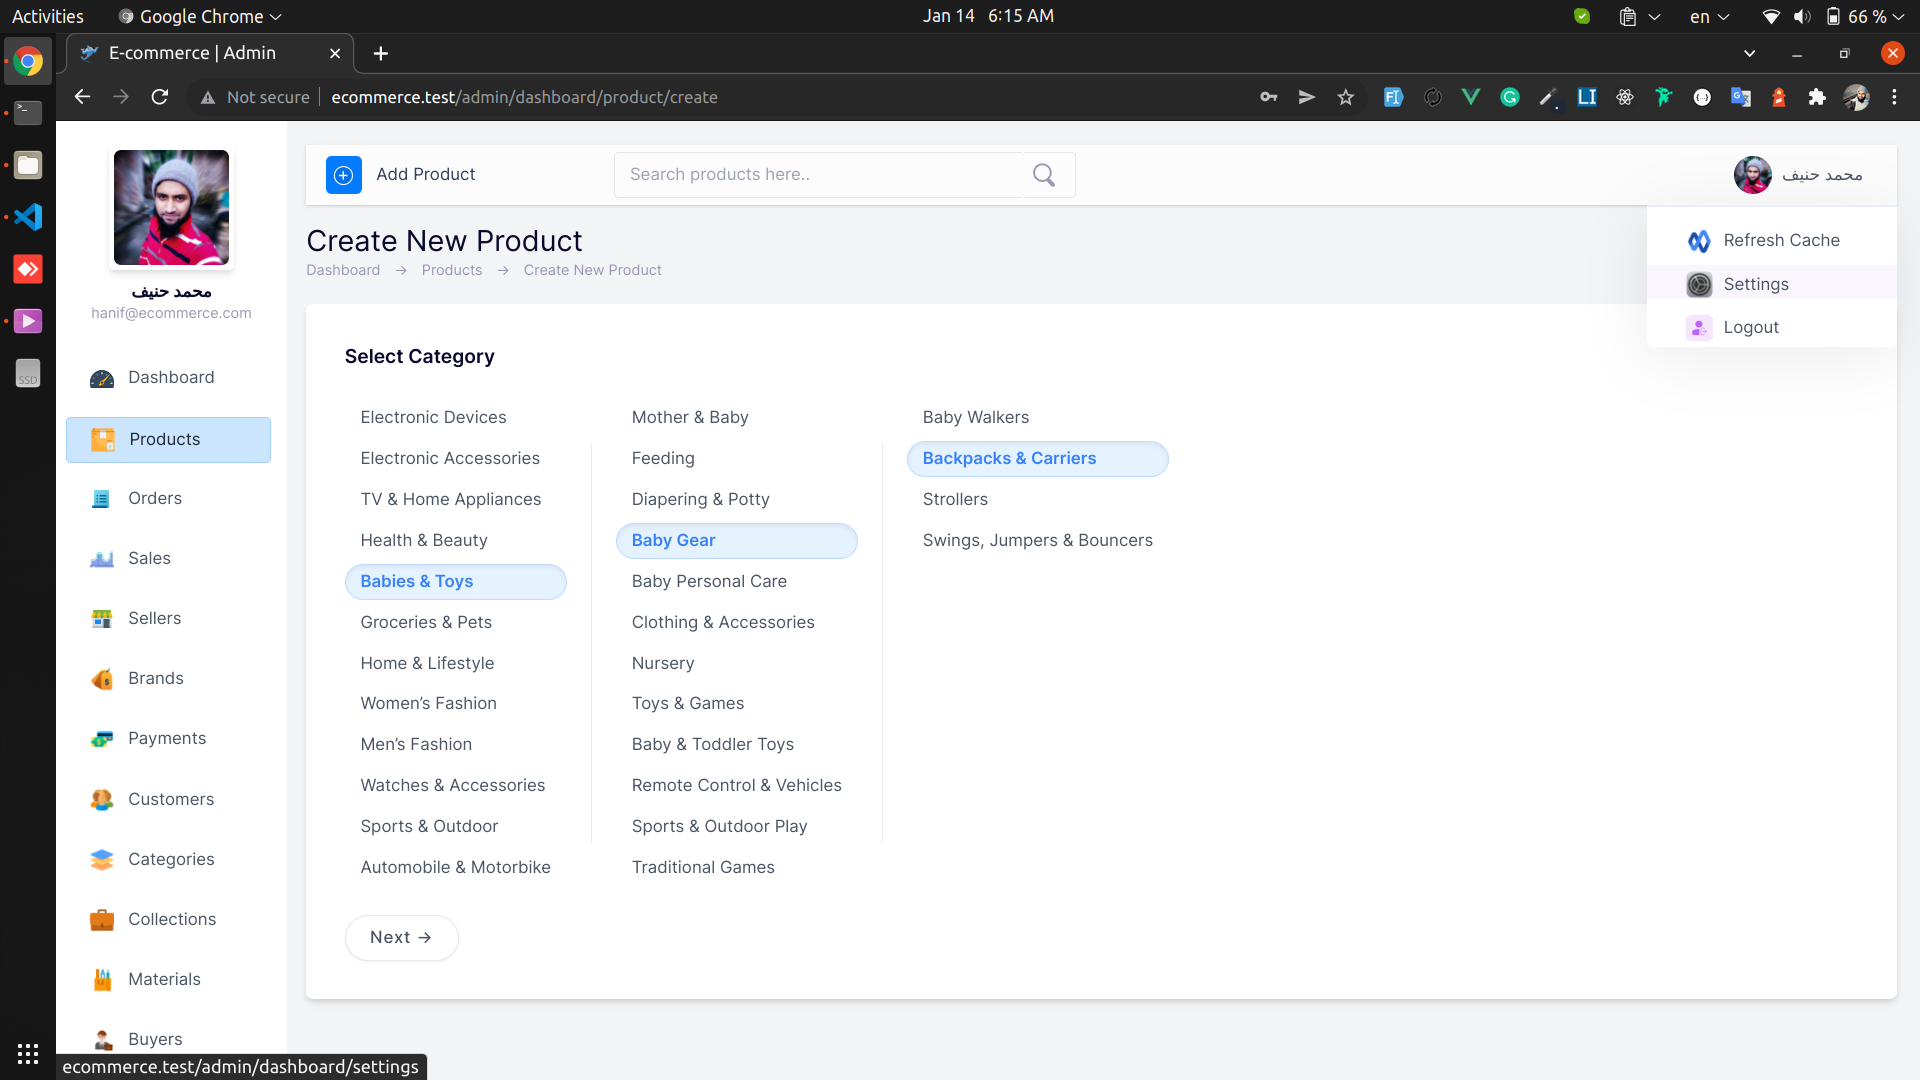 Activities
Google Chrome
Jan 14 6:15 AM
en
66 %
E-commerce | Admin
Not secure
ecommerce.test/admin/dashboard/product/create
محمد حنيف
hanif@ecommerce.com
Dashboard
Products
Orders
Sales
Sellers
Brands
Payments
Customers
Categories
Collections
Materials
Buyers
Add Product
Search products here..
محمد حنيف
Refresh Cache
Settings
Logout
Create New Product
Dashboard → Products → Create New Product
Select Category
Electronic Devices
Electronic Accessories
TV & Home Appliances
Health & Beauty
Babies & Toys
Groceries & Pets
Home & Lifestyle
Women’s Fashion
Men’s Fashion
Watches & Accessories
Sports & Outdoor
Automobile & Motorbike
Mother & Baby
Feeding
Diapering & Potty
Baby Gear
Baby Personal Care
Clothing & Accessories
Nursery
Toys & Games
Baby & Toddler Toys
Remote Control & Vehicles
Sports & Outdoor Play
Traditional Games
Baby Walkers
Backpacks & Carriers
Strollers
Swings, Jumpers & Bouncers
Next →
SSD
ecommerce.test/admin/dashboard/settings